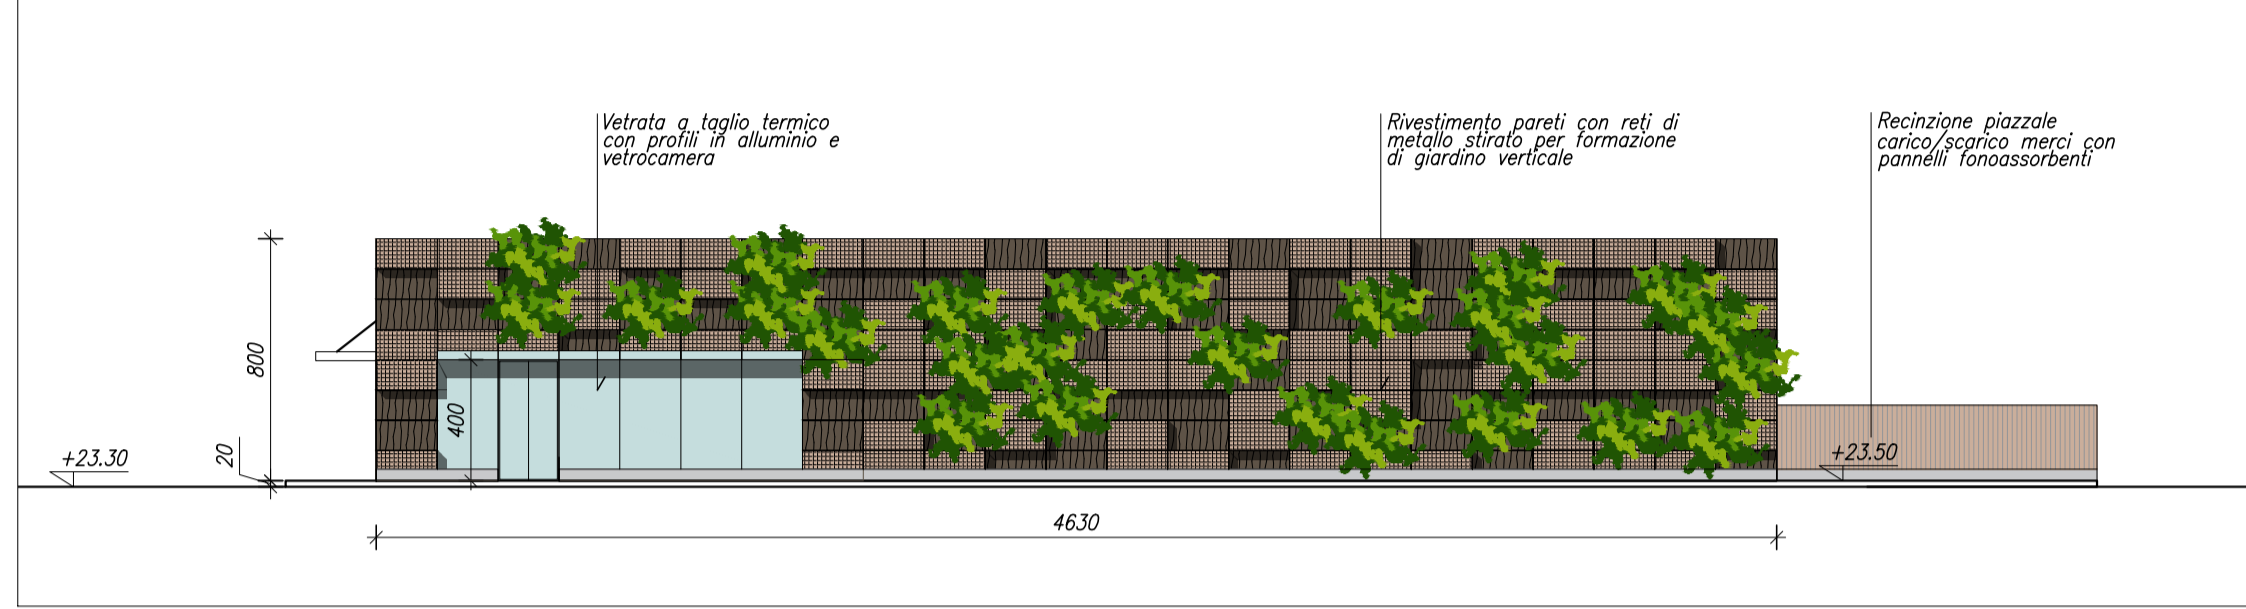 Vetrata a taglio termico
con profili in alluminio e
vetrocamera
Rivestimento pareti con reti di
metallo stirato per formazione
di giardino verticale
Recinzione piazzale
carico/scarico merci con
pannelli fonoassorbenti
800
400
20
+23.30
+23.50
4630